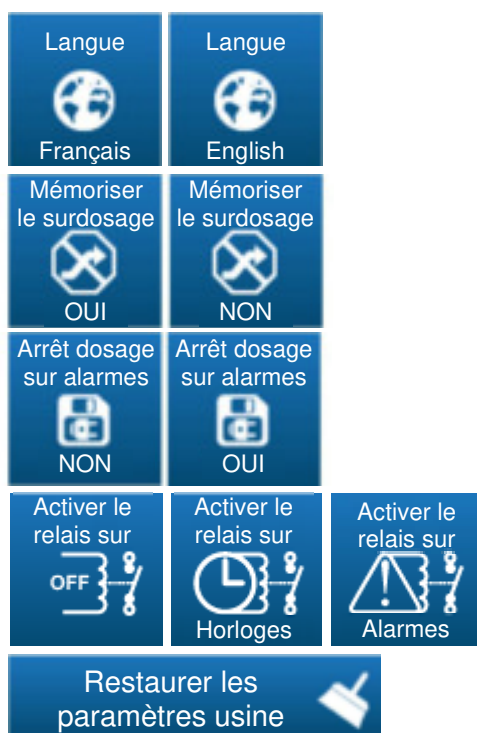 Langue
Français
Langue
English
Mémoriser
le surdosage
OUI
Mémoriser
le surdosage
NON
Arrêt dosage
sur alarmes
NON
Arrêt dosage
sur alarmes
OUI
Activer le
relais sur
OFF
Activer le
relais sur
Horloges
Activer le
relais sur
Alarmes
Restaurer les
paramètres usine